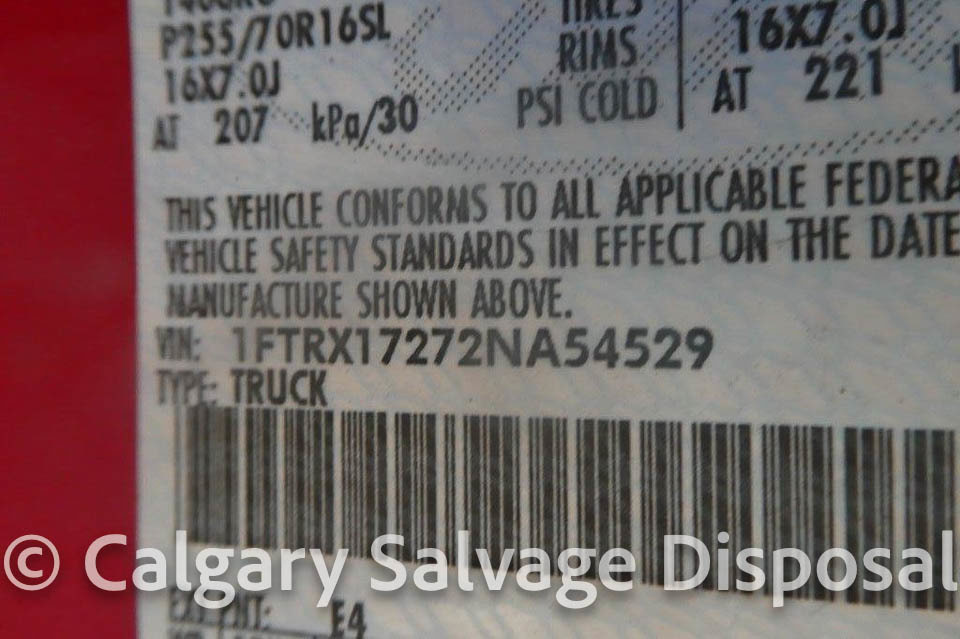 P255/70R16SL
TIRES
16X7.0J
RIMS
16X7.0J
AT 207 kPa/30
PSI COLD
AT 221
THIS VEHICLE CONFORMS TO ALL APPLICABLE FEDERA
VEHICLE SAFETY STANDARDS IN EFFECT ON THE DATE
MANUFACTURE SHOWN ABOVE.
VIN: 1FTRX17272NA54529
TYPE: TRUCK
© Calgary Salvage Disposal
E4